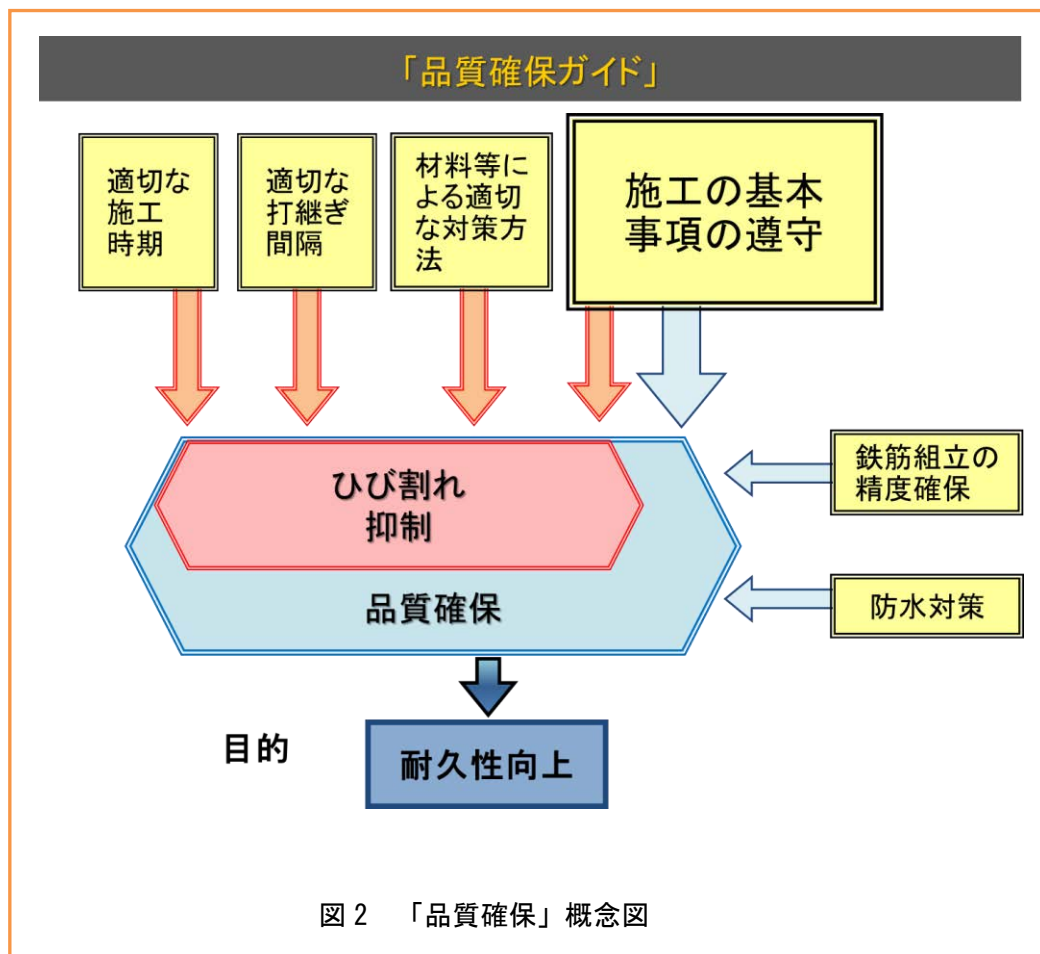 「品質確保ガイド」
適切な
施工
時期
適切な
打継ぎ
間隔
材料等に
よる適切
な対策方
法
施工の基本
事項の遵守
ひび割れ
抑制
品質確保
鉄筋組立の
精度確保
防水対策
目的
耐久性向上
図2 「品質確保」概念図